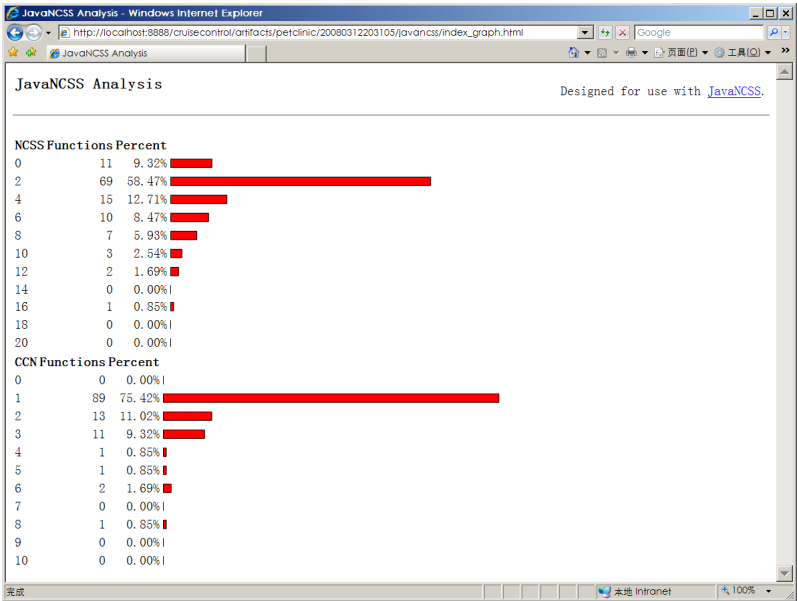 JavaNCSS Analysis - Windows Internet Explorer
http://localhost:8888/cruisecontrol/artifacts/petclinic/20080312203105/javancss/index_graph.html
Google
JavaNCSS Analysis
页面(P)
工具(O)
JavaNCSS Analysis
Designed for use with JavaNCSS.
NCSS Functions Percent
0 11 9.32%
2 69 58.47%
4 15 12.71%
6 10 8.47%
8 7 5.93%
10 3 2.54%
12 2 1.69%
14 0 0.00%
16 1 0.85%
18 0 0.00%
20 0 0.00%
CCN Functions Percent
0 0 0.00%
1 89 75.42%
2 13 11.02%
3 11 9.32%
4 1 0.85%
5 1 0.85%
6 2 1.69%
7 0 0.00%
8 1 0.85%
9 0 0.00%
10 0 0.00%
完成
本地 Intranet
100%